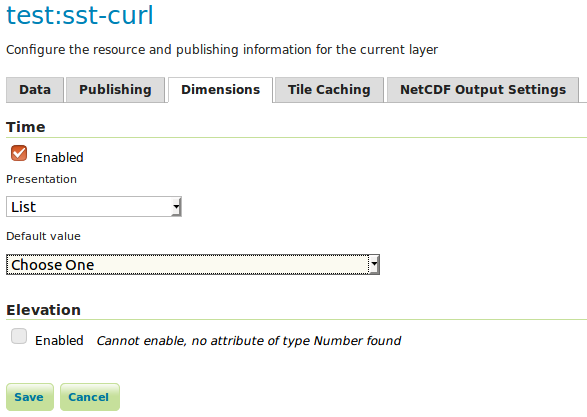 test:sst-curl
Configure the resource and publishing information for the current layer
Data Publishing Dimensions Tile Caching NetCDF Output Settings
Time
Enabled
Presentation
List
Default value
Choose One
Elevation
Enabled Cannot enable, no attribute of type Number found
Save Cancel